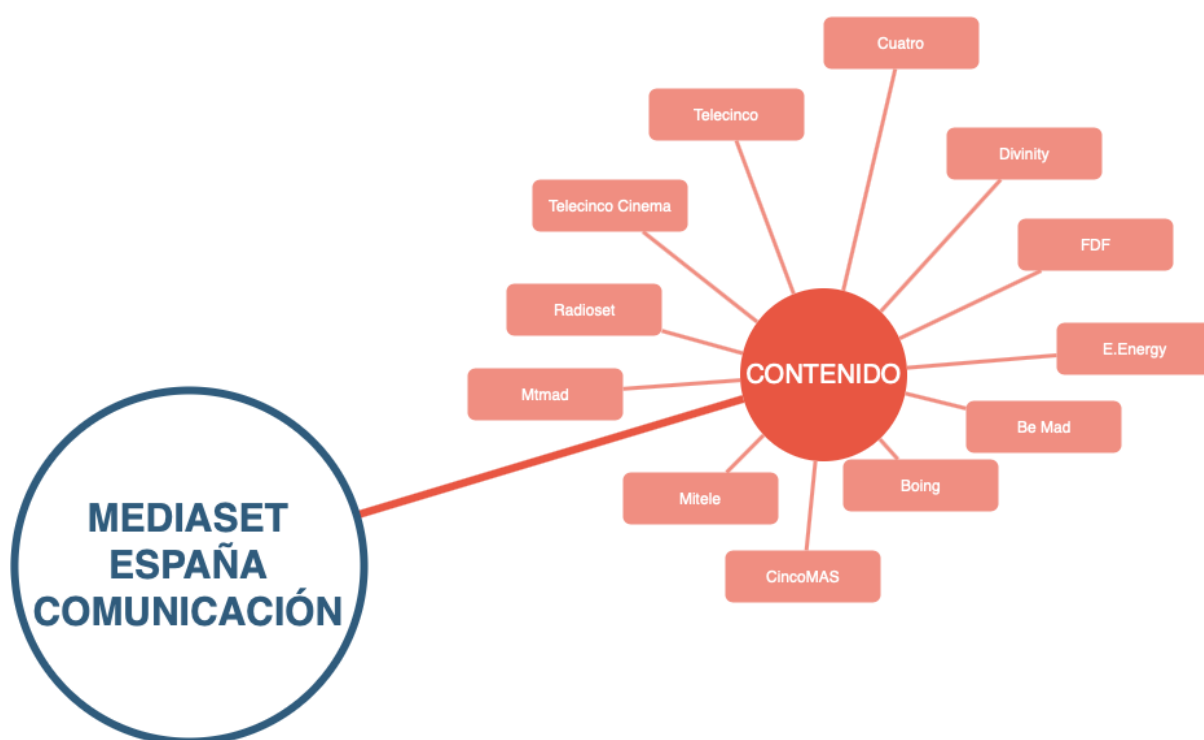 Cuatro
Telecinco
Divinity
Telecinco Cinema
FDF
Radioset
E.Energy
CONTENIDO
Mtmad
Be Mad
Boing
Mitele
CincoMAS
MEDIASET
ESPAÑA
COMUNICACIÓN